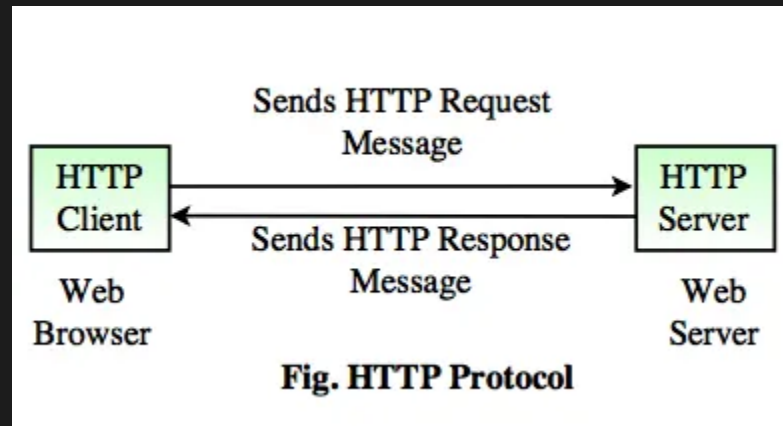 Sends HTTP Request
Message
HTTP
Client
HTTP
Server
Sends HTTP Response
Message
Web
Browser
Web
Server
Fig. HTTP Protocol